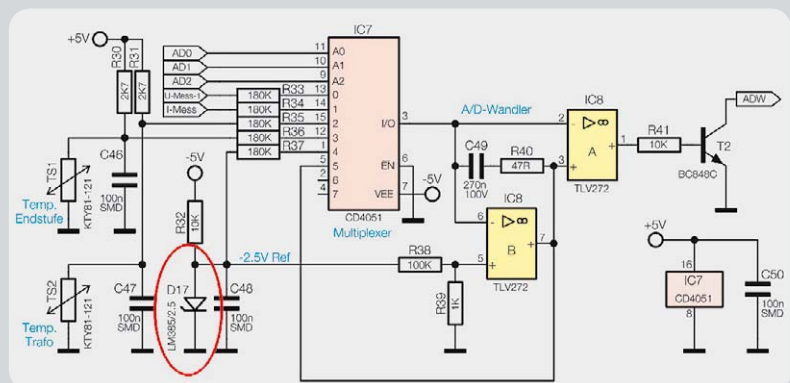 IC7
+5V
R30
2K7
R31
2K7
AD0
AD1
AD2
U-Mess-1
I-Mess
180K
R33
180K
R34
180K
R35
180K
R36
180K
R37
11
10
9
13
14
15
12
1
5
2
4
A0
A1
A2
0
1
2
3
4
5
6
7
I/O
3
EN
6
VEE
7
-5V
CD4051
Multiplexer
A/D-Wandler
C49
270n
100V
R40
47R
IC8
2
-
8
A
3
+
1
TLV272
R41
10K
ADW
T2
BC848C
IC8
6
-
8
B
5
+
7
TLV272
TS1
KTY81-121
Temp.
Endstufe
C46
100n
SMD
-5V
R32
10K
-2.5V Ref
R38
100K
R39
1K
TS2
KTY81-121
Temp.
Trafo
C47
100n
SMD
D17
LM385/2.5
C48
100n
SMD
+5V
16
IC7
CD4051
8
C50
100n
SMD